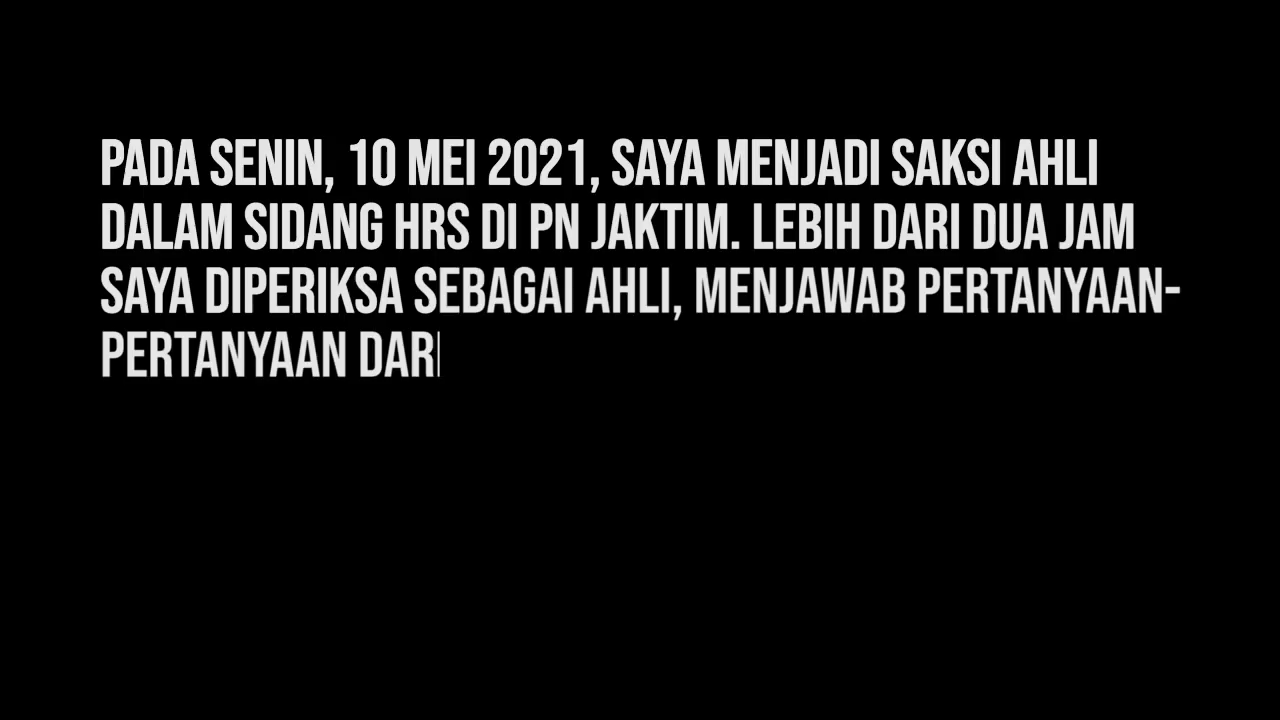 PADA SENIN, 10 MEI 2021, SAYA MENJADI SAKSI AHLI
DALAM SIDANG HRS DI PN JAKTIM. LEBIH DARI DUA JAM
SAYA DIPERIKSA SEBAGAI AHLI, MENJAWAB PERTANYAAN-
PERTANYAAN DARI